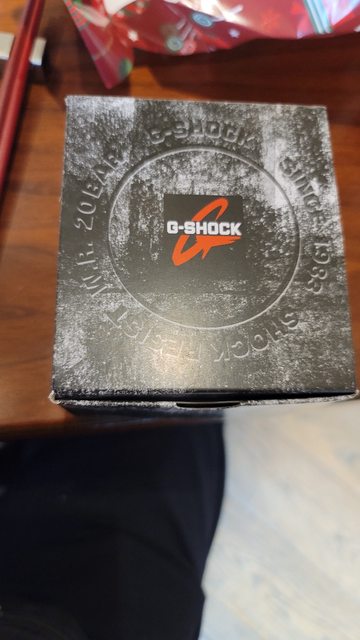 G-SHOCK
SINCE 1983
SHOCK RESIST
W.R. 20BAR
G-SHOCK